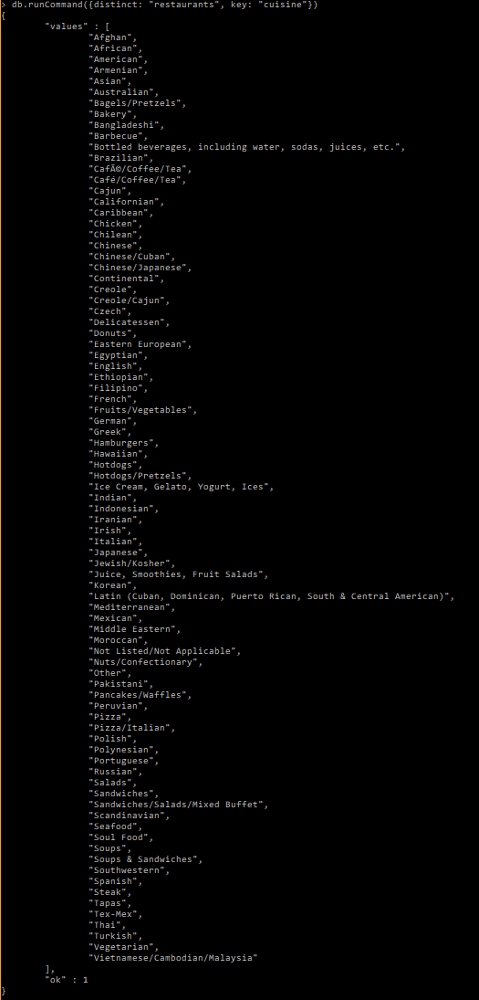 > db.runCommand({distinct: "restaurants", key: "cuisine"})
{
"values" : [
"Afghan",
"African",
"American",
"Armenian",
"Asian",
"Australian",
"Bagels/Pretzels",
"Bakery",
"Bangladeshi",
"Barbecue",
"Bottled beverages, including water, sodas, juices, etc.",
"Brazilian",
"CafÃ©/Coffee/Tea",
"Café/Coffee/Tea",
"Cajun",
"Californian",
"Caribbean",
"Chicken",
"Chilean",
"Chinese",
"Chinese/Cuban",
"Chinese/Japanese",
"Continental",
"Creole",
"Creole/Cajun",
"Czech",
"Delicatessen",
"Donuts",
"Eastern European",
"Egyptian",
"English",
"Ethiopian",
"Filipino",
"French",
"Fruits/Vegetables",
"German",
"Greek",
"Hamburgers",
"Hawaiian",
"Hotdogs",
"Hotdogs/Pretzels",
"Ice Cream, Gelato, Yogurt, Ices",
"Indian",
"Indonesian",
"Iranian",
"Irish",
"Italian",
"Japanese",
"Jewish/Kosher",
"Juice, Smoothies, Fruit Salads",
"Korean",
"Latin (Cuban, Dominican, Puerto Rican, South & Central American)",
"Mediterranean",
"Mexican",
"Middle Eastern",
"Moroccan",
"Not Listed/Not Applicable",
"Nuts/Confectionary",
"Other",
"Pakistani",
"Pancakes/Waffles",
"Peruvian",
"Pizza",
"Pizza/Italian",
"Polish",
"Polynesian",
"Portuguese",
"Russian",
"Salads",
"Sandwiches",
"Sandwiches/Salads/Mixed Buffet",
"Scandinavian",
"Seafood",
"Soul Food",
"Soups",
"Soups & Sandwiches",
"Southwestern",
"Spanish",
"Steak",
"Tapas",
"Tex-Mex",
"Thai",
"Turkish",
"Vegetarian",
"Vietnamese/Cambodian/Malaysia"
],
"ok" : 1
}